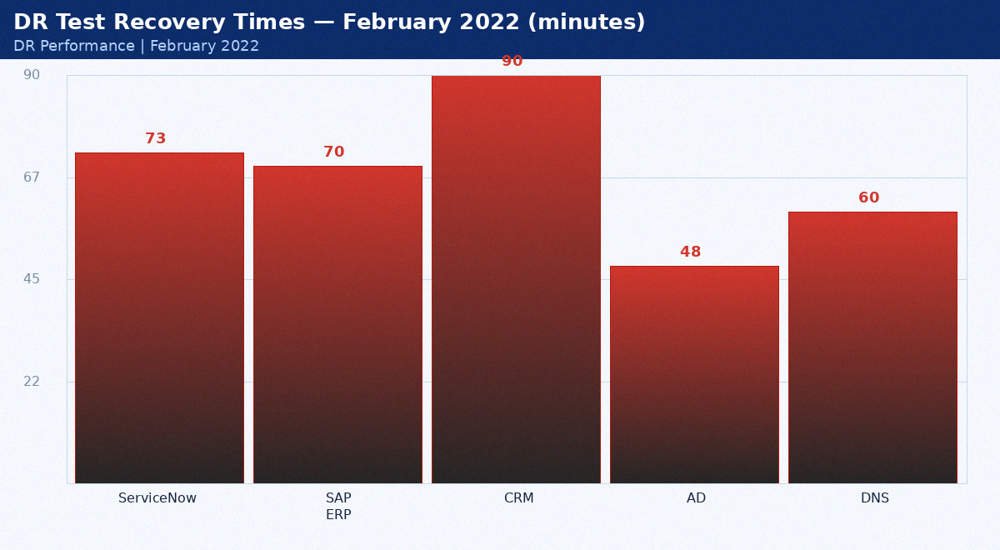 DR Test Recovery Times — February 2022 (minutes)
DR Performance | February 2022
90
90
73
70
67
60
48
45
22
ServiceNow
SAP
ERP
CRM
AD
DNS